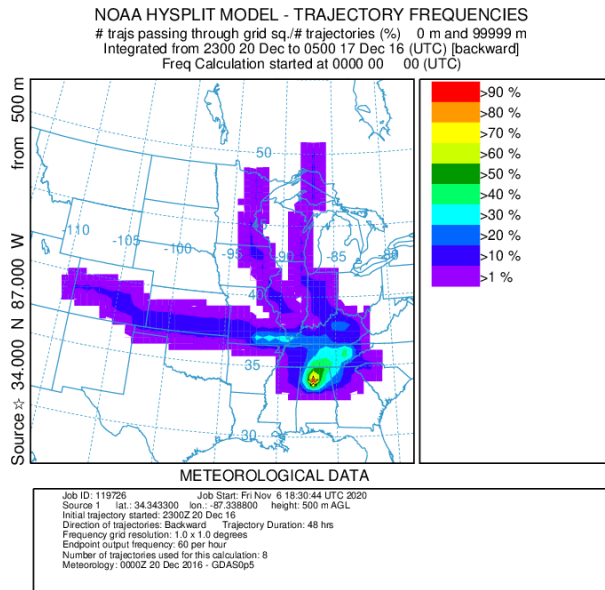 NOAA HYSPLIT MODEL - TRAJECTORY FREQUENCIES
# trajs passing through grid sq./# trajectories (%) 0 m and 99999 m
Integrated from 2300 20 Dec to 0500 17 Dec 16 (UTC) [backward]
Freq Calculation started at 0000 00 00 (UTC)
Source ☆ 34.000 N 87.000 W from 500 m
>90 %
>80 %
>70 %
>60 %
>50 %
>40 %
>30 %
>20 %
>10 %
>1 %
50
-110
-105
-100
-95
-90
-85
-80
40
35
30
METEOROLOGICAL DATA
Job ID: 119726 Job Start: Fri Nov 6 18:30:44 UTC 2020
Source 1 lat.: 34.343300 lon.: -87.338800 height: 500 m AGL
Initial trajectory started: 2300Z 20 Dec 16
Direction of trajectories: Backward Trajectory Duration: 48 hrs
Frequency grid resolution: 1.0 x 1.0 degrees
Endpoint output frequency: 60 per hour
Number of trajectories used for this calculation: 8
Meteorology: 0000Z 20 Dec 2016 - GDAS0p5